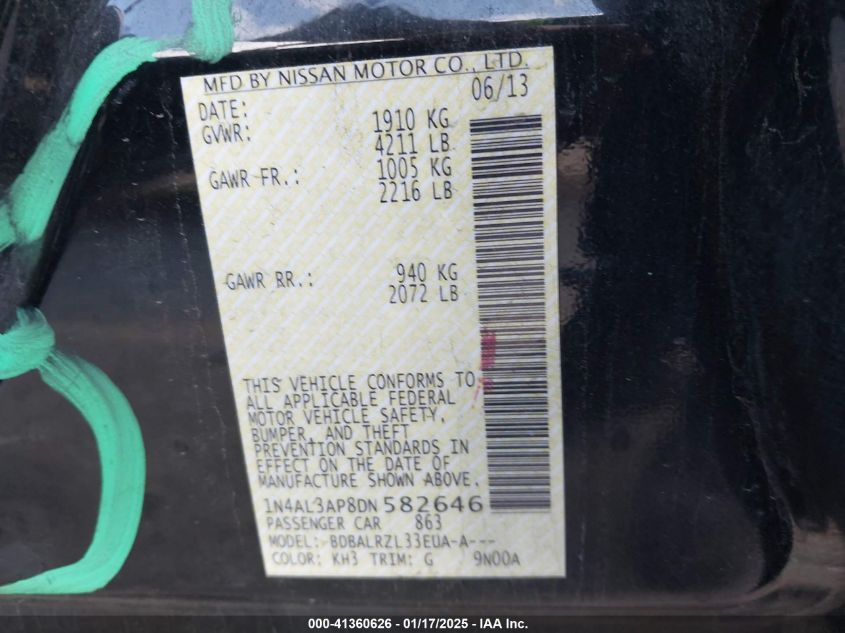 MFD BY NISSAN MOTOR CO., LTD.
DATE: 06/13
GVWR: 1910 KG
4211 LB
GAWR FR.: 1005 KG
2216 LB
GAWR RR.: 940 KG
2072 LB
THIS VEHICLE CONFORMS TO
ALL APPLICABLE FEDERAL
MOTOR VEHICLE SAFETY,
BUMPER, AND THEFT
PREVENTION STANDARDS IN
EFFECT ON THE DATE OF
MANUFACTURE SHOWN ABOVE.
1N4AL3AP8DN582646
PASSENGER CAR 863
MODEL: BDBALRZL33EUA-A---
COLOR: KH3 TRIM: G 9N00A
000-41360626 - 01/17/2025 - IAA Inc.